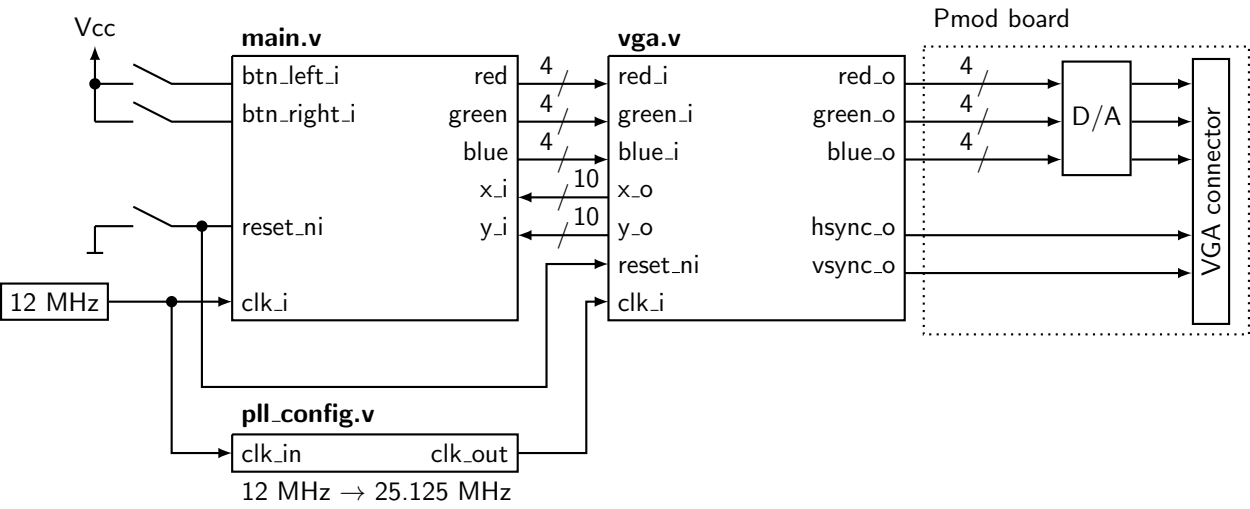 Pmod board
Vcc
main.v
vga.v
btn_left_i
red
4
red_i
red_o
4
btn_right_i
green
4
green_i
green_o
4
D/A
blue
4
blue_i
blue_o
4
x_i
10
x_o
VGA connector
reset_ni
y_i
10
y_o
hsync_o
reset_ni
vsync_o
12 MHz
clk_i
clk_i
pll_config.v
clk_in
clk_out
12 MHz → 25.125 MHz